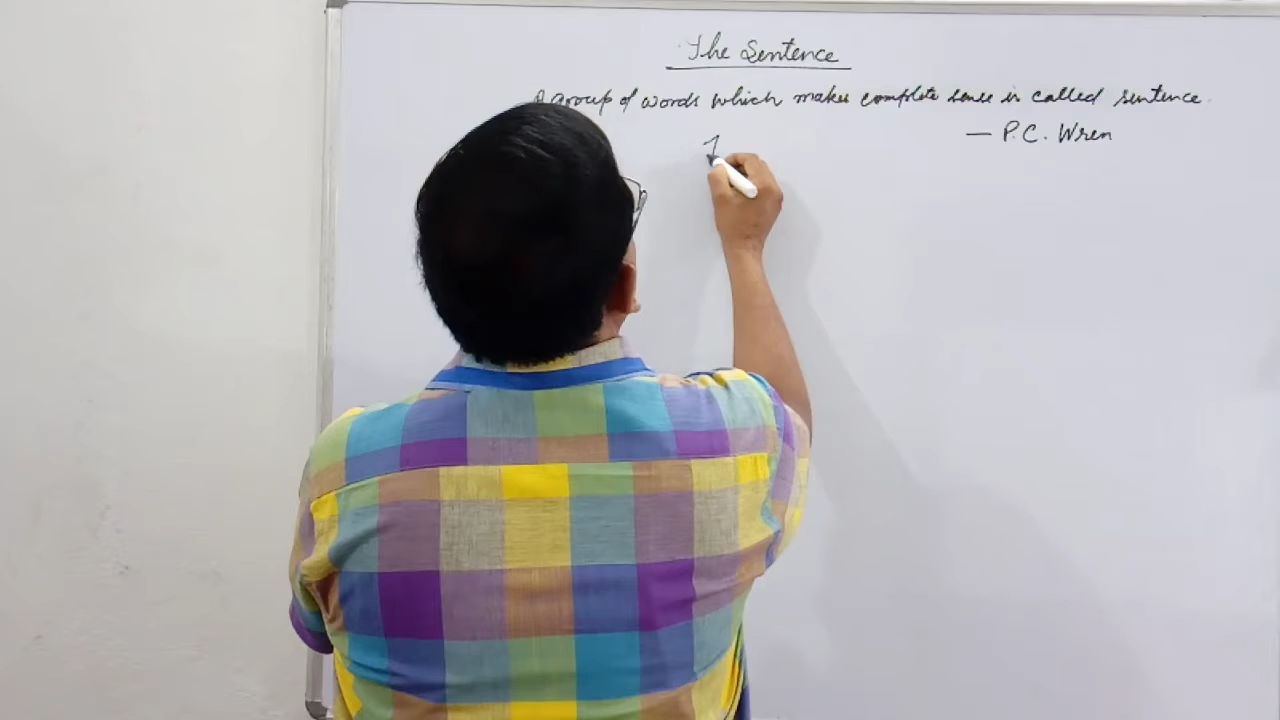 The Sentence
A group of words which makes complete sense is called sentence.
— P.C. Wren